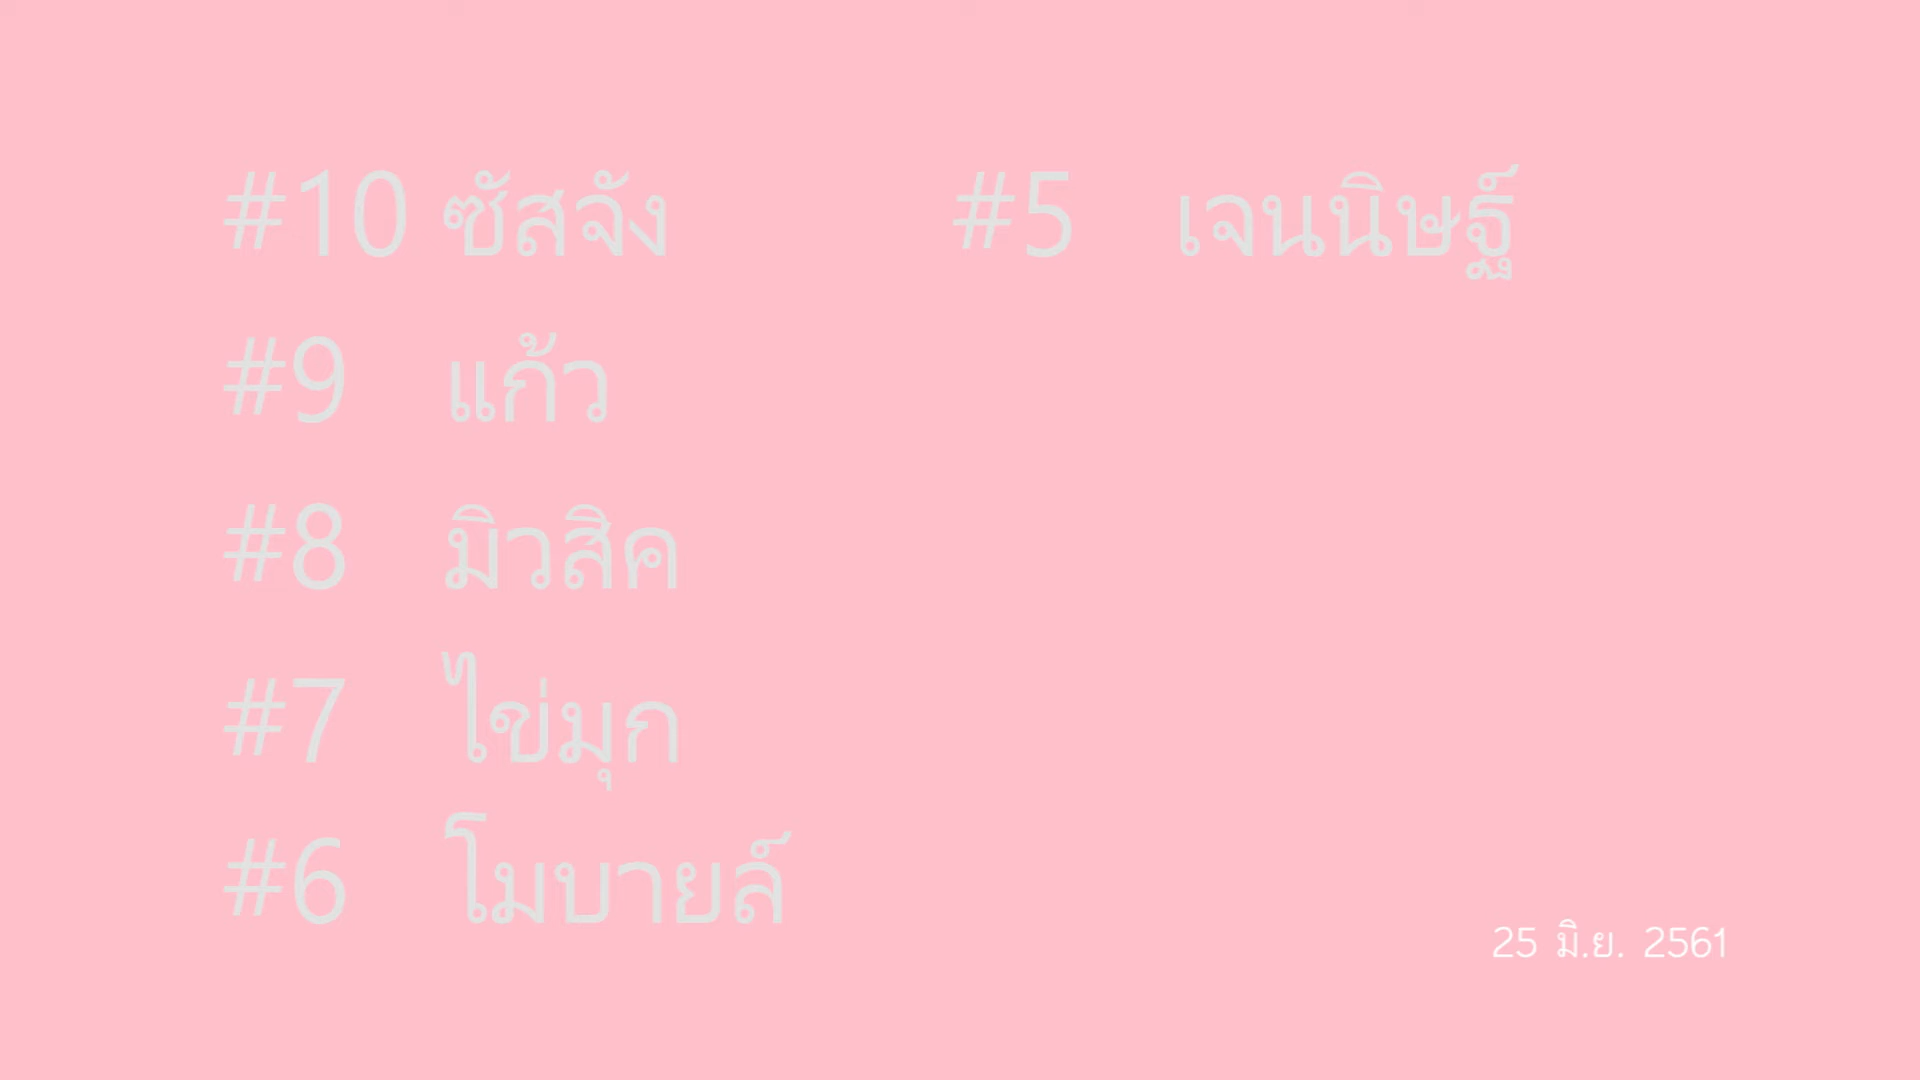 #10 ซัสจัง
#9 แก้ว
#8 มิวสิค
#7 ไข่มุก
#6 โมบายล์
#5 เจนนิษฐ์
25 มิ.ย. 2561